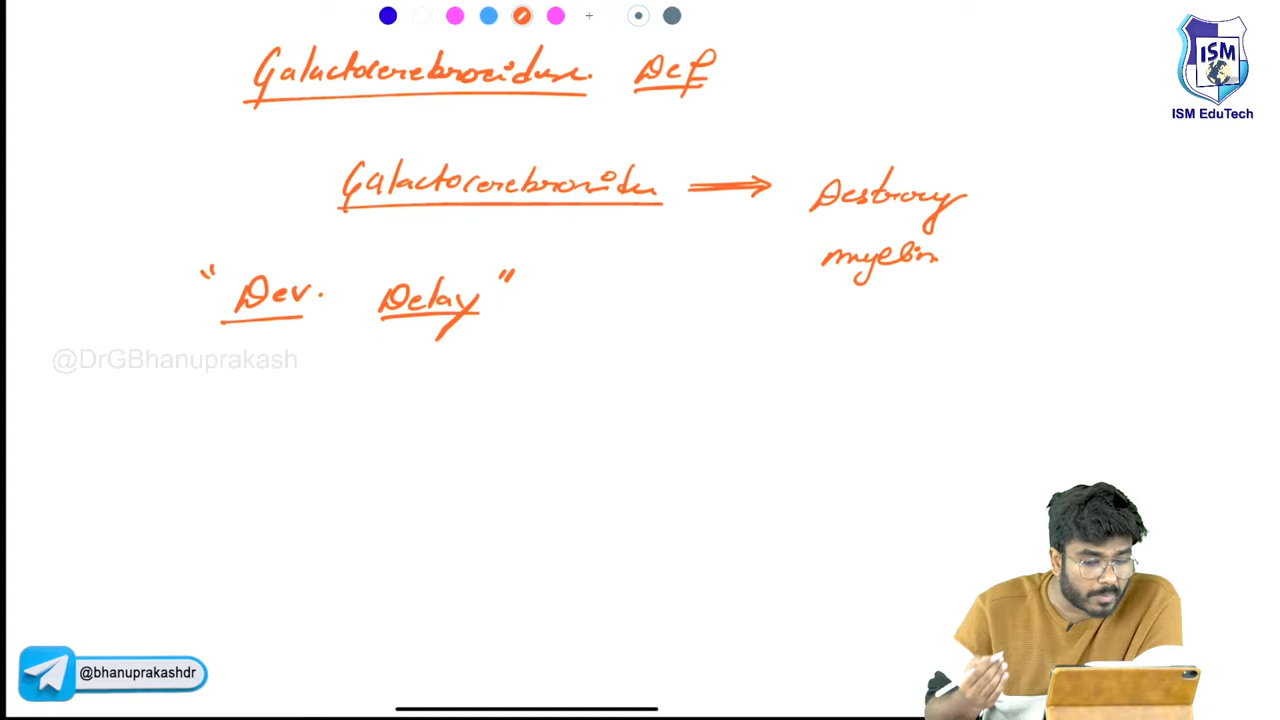 Galactocerebrosidase Def
Galactocerebroside ⇒ Destroy
myelin
"Dev. Delay"
@DrGBhanuprakash
@bhanuprakashdr
ISM
ISM EduTech